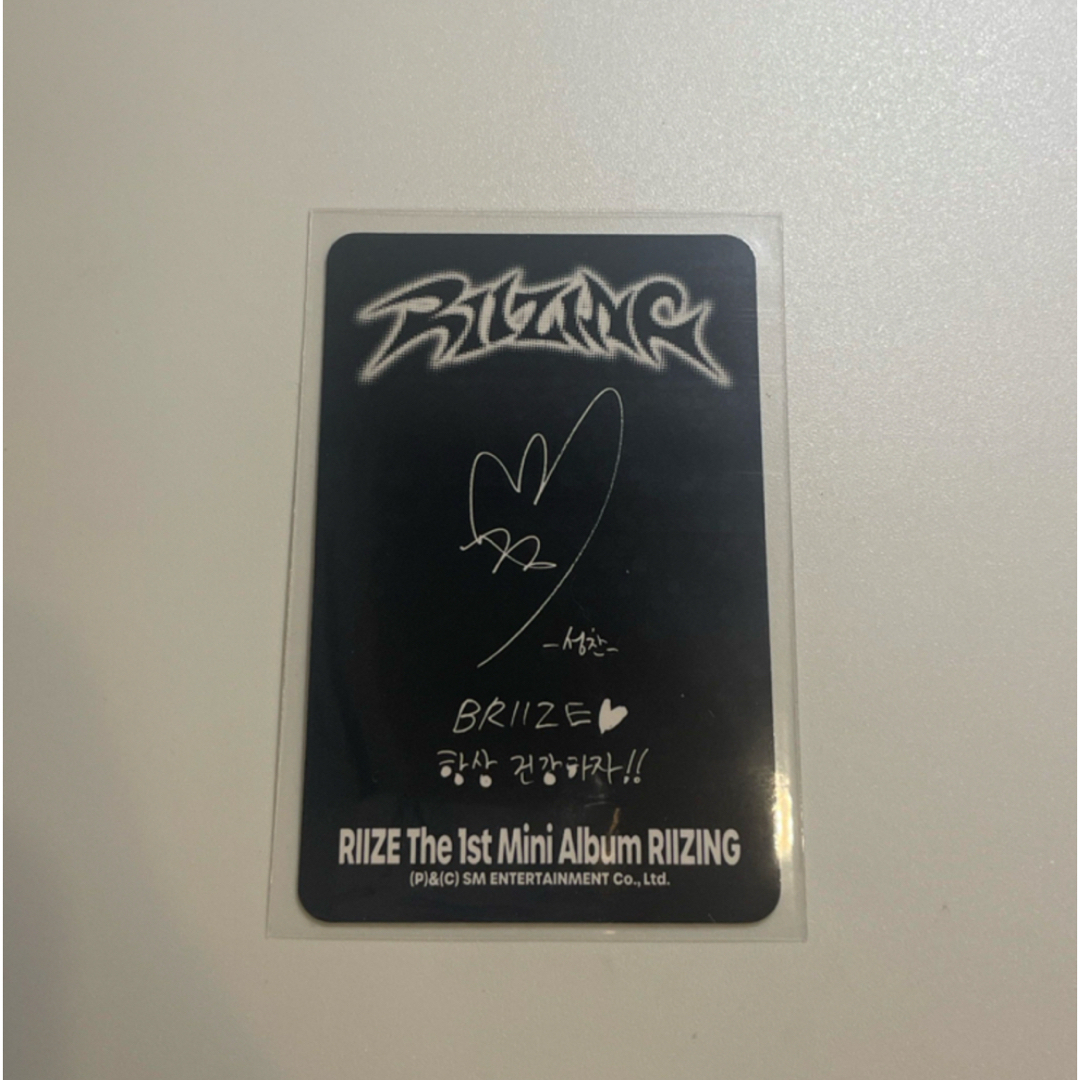 RIIZING
-성찬-
BRIIZE♥
항상 건강하자!!
RIIZE The 1st Mini Album RIIZING
(P)&(C) SM ENTERTAINMENT Co., Ltd.